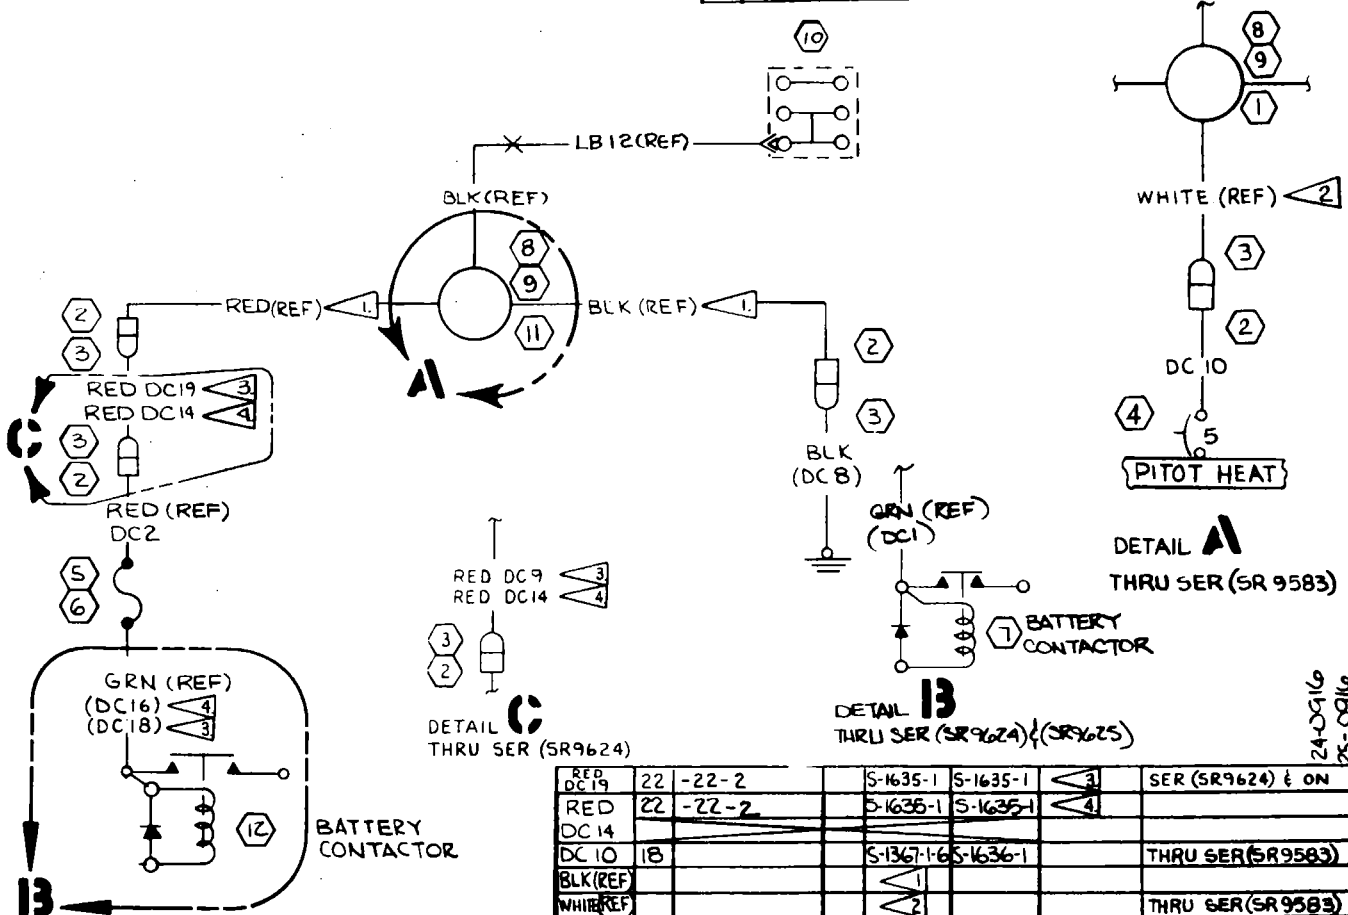 10
LB12(REF)
BLK(REF)
8
9
11
RED(REF) 1.
BLK (REF) 1.
2
3
RED DC19 3
RED DC14 4
C
3
2
RED (REF)
DC2
5
6
GRN (REF)
(DC16) 4
(DC18) 3
12
BATTERY
CONTACTOR
B
A
2
3
BLK
(DC8)
RED DC9 3
RED DC14 4
3
2
DETAIL C
THRU SER (SR9624)
GRN (REF)
(DC1)
7
BATTERY
CONTACTOR
DETAIL B
THRU SER (SR9624) & (SR9625)
8
9
1
WHITE (REF) 2
3
2
DC 10
4
5
PITOT HEAT
DETAIL A
THRU SER (SR 9583)
RED DC19 22 -22-2 S-1635-1 S-1635-1 3 SER (SR9624) & ON
RED DC14 22 -22-2 S-1635-1 S-1635-1 4
DC 10 18 S-1367-1-6 S-1636-1 THRU SER(SR9583)
BLK(REF) 1
WHITE(REF) 2 THRU SER(SR9583)